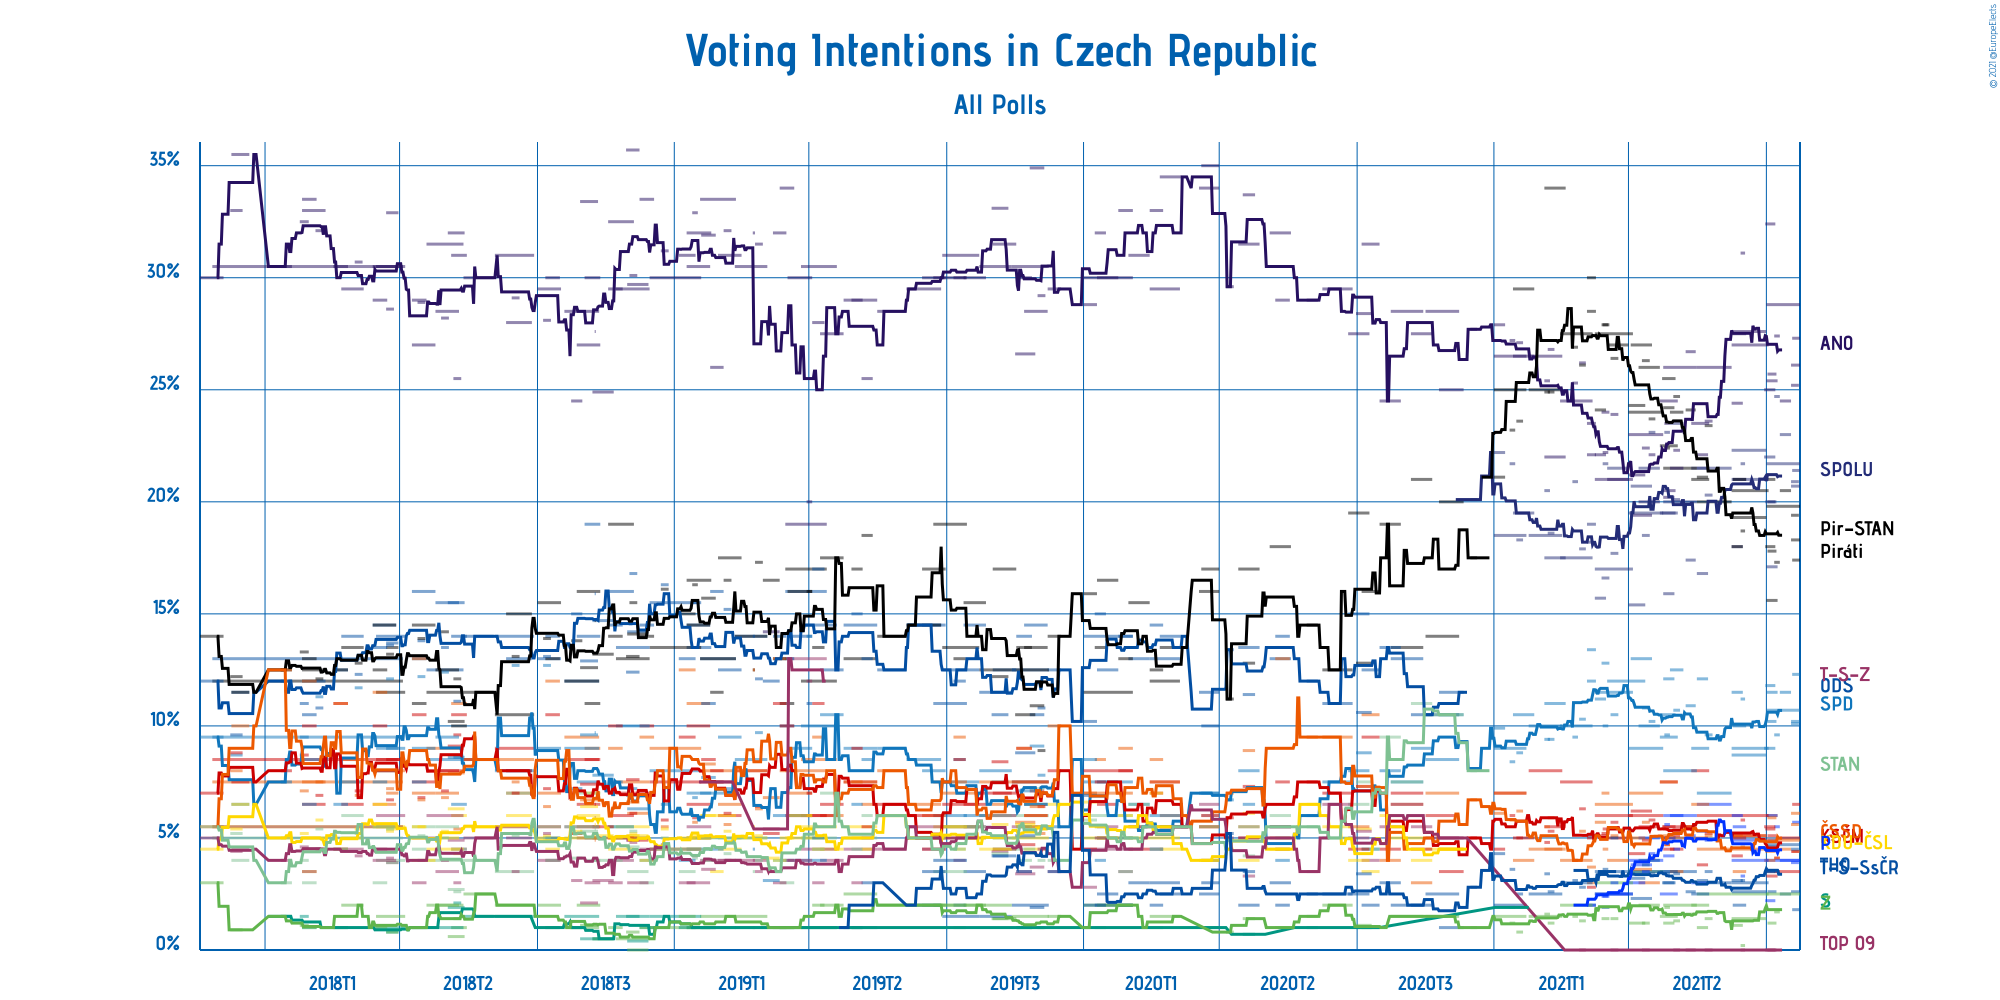 Voting Intentions in Czech Republic
All Polls
© 2021 @EuropeElects
35%
30%
25%
20%
15%
10%
5%
0%
ANO
SPOLU
Pir-STAN
Piráti
T-S-Z
ODS
SPD
STAN
ČSSD
KSČM
KDU-ČSL
T-S-SsČR
Z
TOP 09
2018T1
2018T2
2018T3
2019T1
2019T2
2019T3
2020T1
2020T2
2020T3
2021T1
2021T2